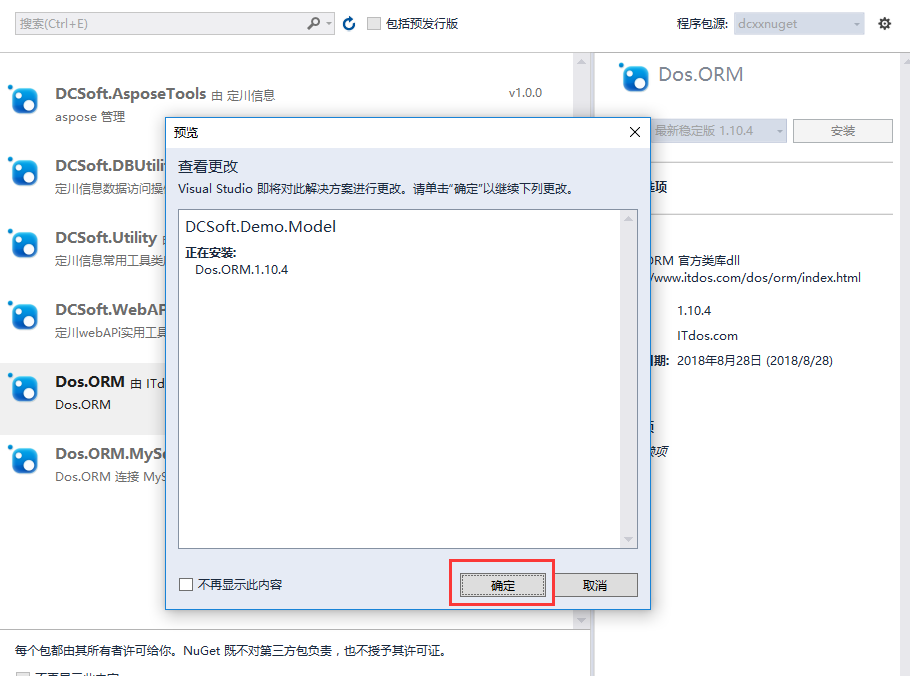 搜索(Ctrl+E)
包括预发行版
程序包源: dcxxnuget
DCSoft.AsposeTools 由 定川信息
v1.0.0
aspose 管理
DCSoft.DBUtili
定川信息数据访问操
DCSoft.Utility
定川信息常用工具类
DCSoft.WebAP
定川webAPi实用工具
Dos.ORM 由 ITd
Dos.ORM
Dos.ORM.MyS
Dos.ORM 连接 MyS
每个包都由其所有者许可给你。NuGet 既不对第三方包负责，也不授予其许可证。
不再显示此内容
预览
查看更改
Visual Studio 即将对此解决方案进行更改。请单击“确定”以继续下列更改。
DCSoft.Demo.Model
正在安装:
Dos.ORM.1.10.4
不再显示此内容
确定
取消
Dos.ORM
最新稳定版 1.10.4
安装
选项
ORM 官方类库dll
/www.itdos.com/dos/orm/index.html
1.10.4
ITdos.com
期: 2018年8月28日 (2018/8/28)
项